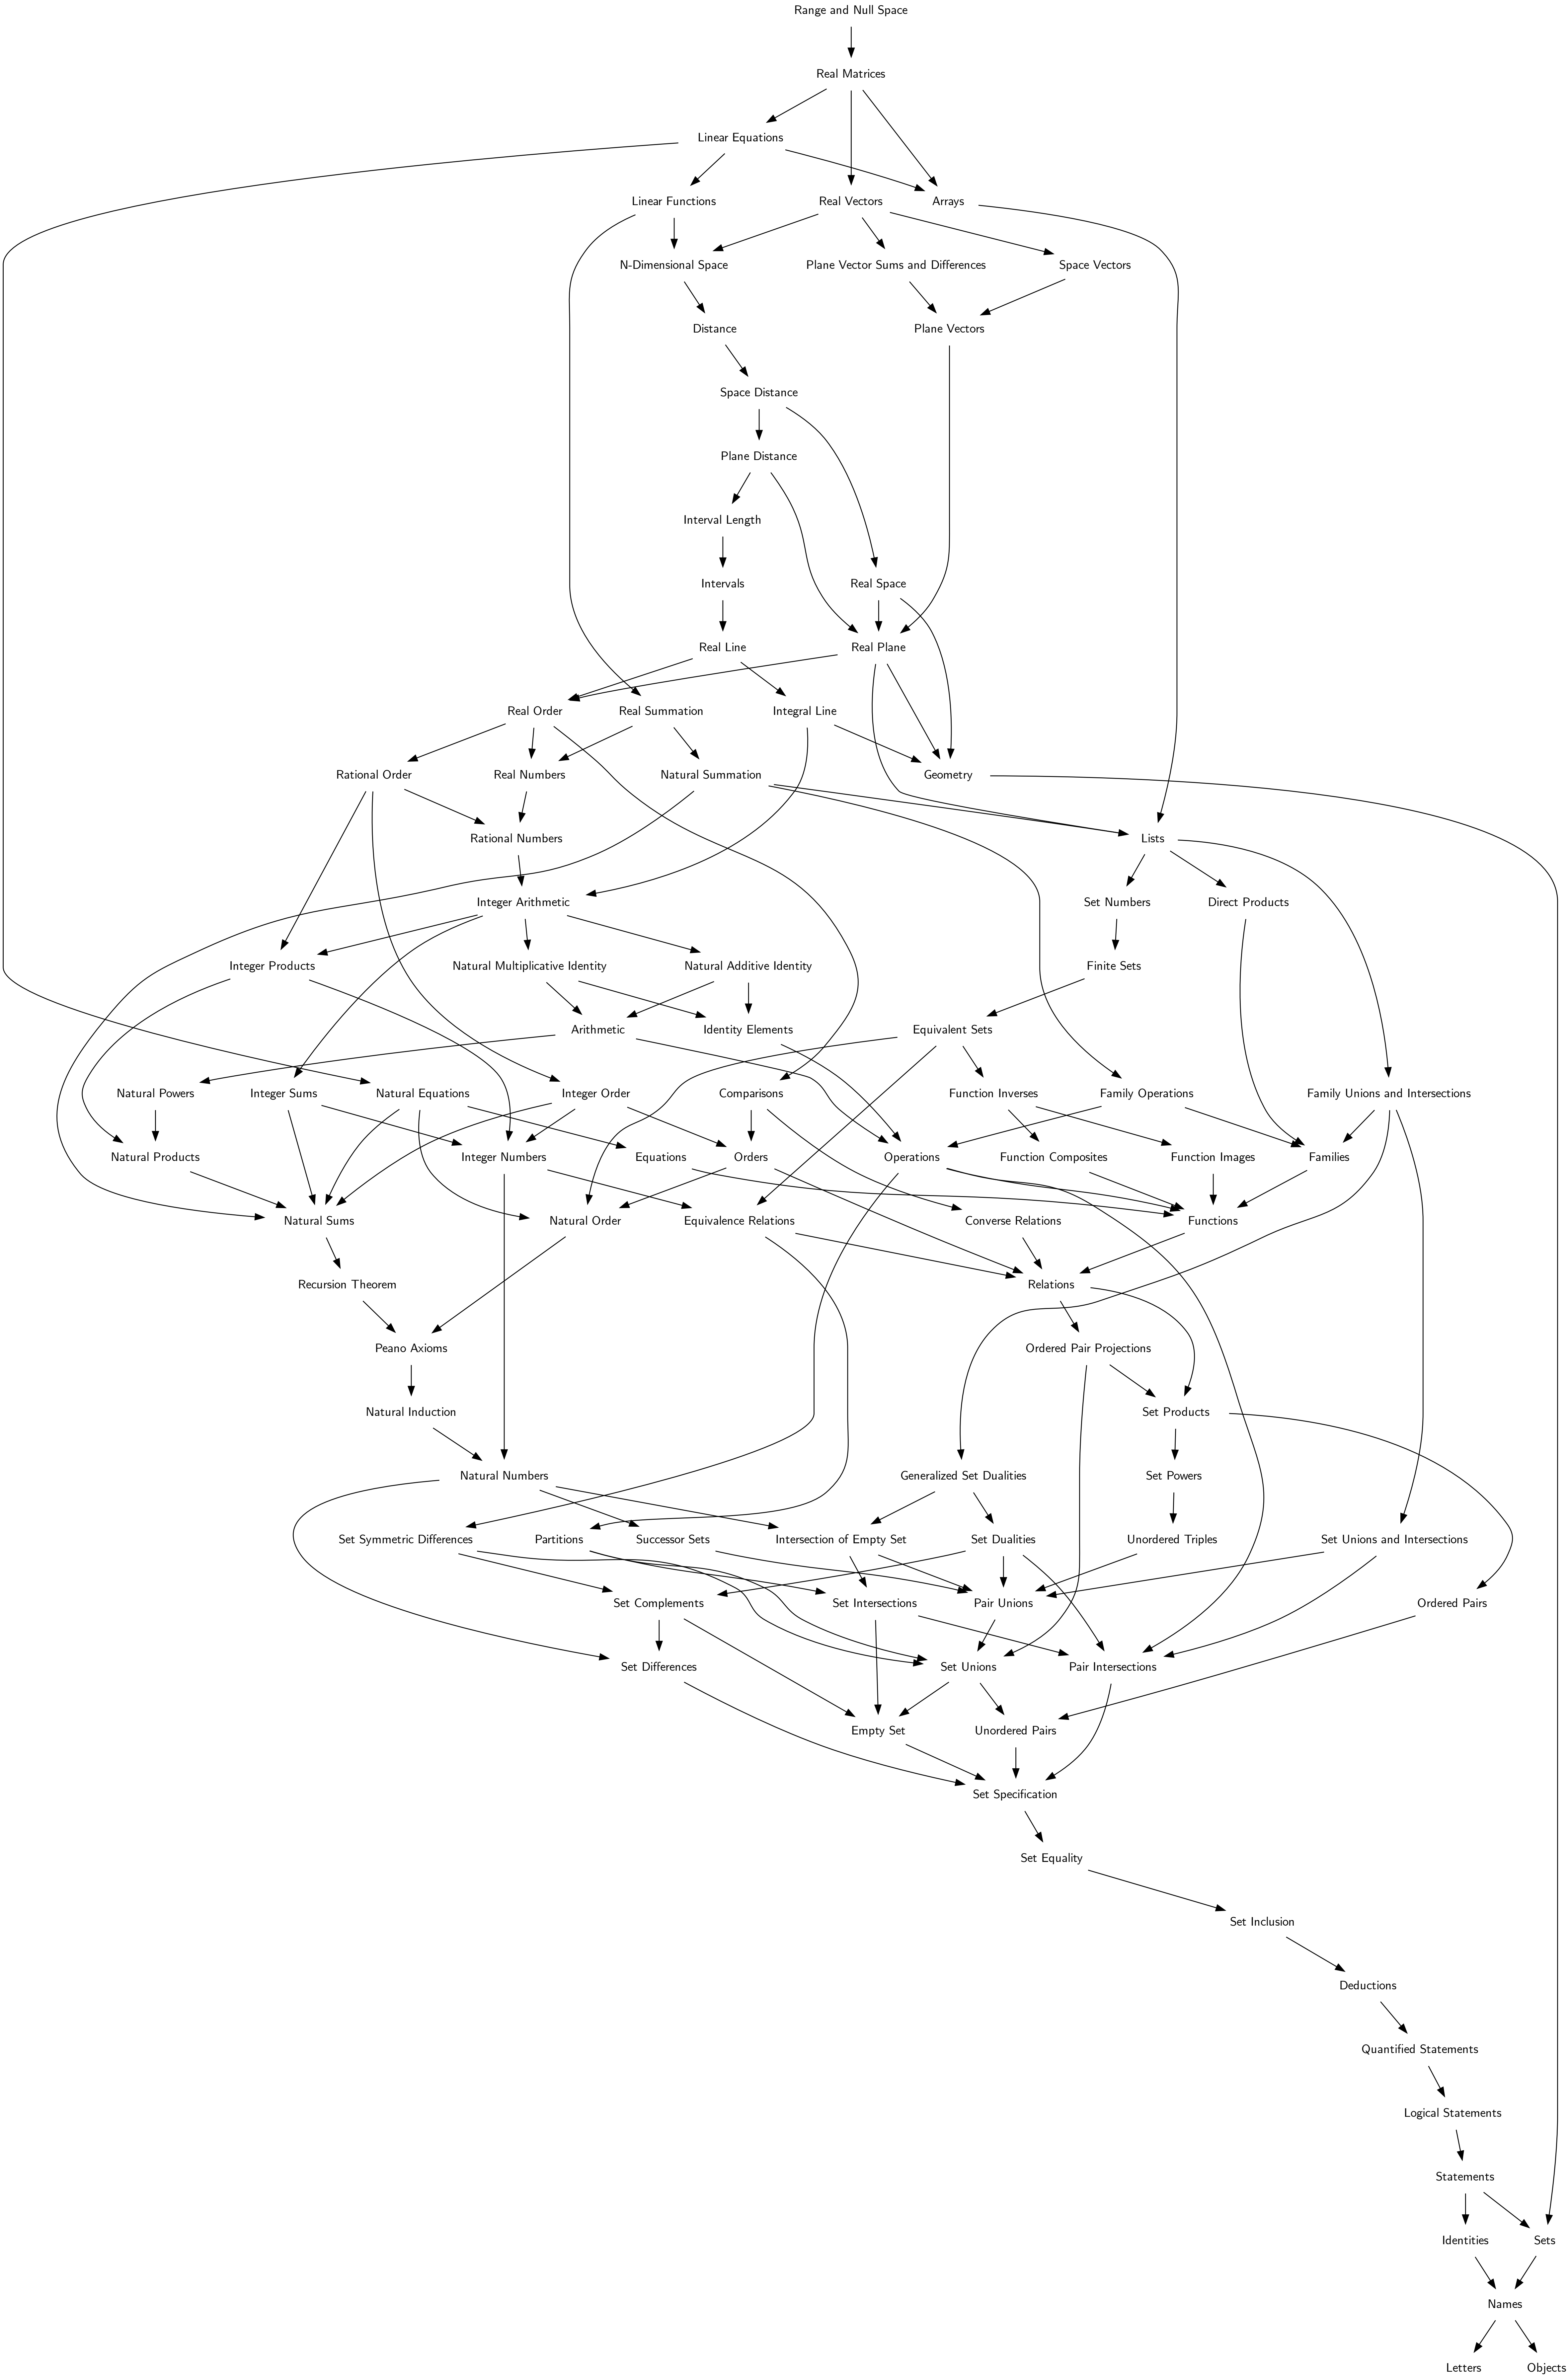 Range and Null Space
Real Matrices
Linear Equations
Linear Functions
Real Vectors
Arrays
N-Dimensional Space
Plane Vector Sums and Differences
Space Vectors
Distance
Plane Vectors
Space Distance
Plane Distance
Interval Length
Intervals
Real Space
Real Line
Real Plane
Real Order
Real Summation
Integral Line
Rational Order
Real Numbers
Natural Summation
Geometry
Rational Numbers
Lists
Integer Arithmetic
Set Numbers
Direct Products
Integer Products
Natural Multiplicative Identity
Natural Additive Identity
Finite Sets
Arithmetic
Identity Elements
Equivalent Sets
Natural Powers
Integer Sums
Natural Equations
Integer Order
Comparisons
Function Inverses
Family Operations
Family Unions and Intersections
Natural Products
Integer Numbers
Equations
Orders
Operations
Function Composites
Function Images
Families
Natural Sums
Natural Order
Equivalence Relations
Converse Relations
Functions
Recursion Theorem
Relations
Peano Axioms
Ordered Pair Projections
Natural Induction
Set Products
Natural Numbers
Generalized Set Dualities
Set Powers
Set Symmetric Differences
Partitions
Successor Sets
Intersection of Empty Set
Set Dualities
Unordered Triples
Set Unions and Intersections
Set Complements
Set Intersections
Pair Unions
Ordered Pairs
Set Differences
Set Unions
Pair Intersections
Empty Set
Unordered Pairs
Set Specification
Set Equality
Set Inclusion
Deductions
Quantified Statements
Logical Statements
Statements
Identities
Sets
Names
Letters
Objects